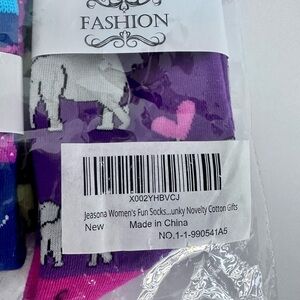 FASHION
X002YHBVCJ
Jeasona Women's Fun Socks...unky Novelty Cotton Gifts
New
Made in China
NO.1-1-990541A5